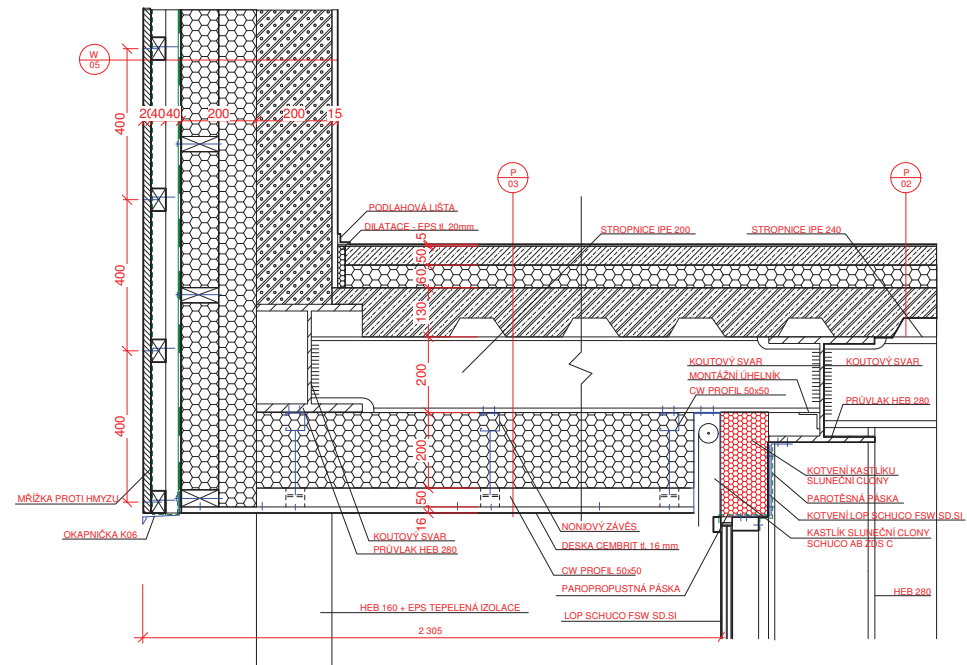 W
05
20
40
40
200
200
15
400
400
400
P
03
P
02
PODLAHOVÁ LIŠTA
DILATACE - EPS tl. 20mm
STROPNICE IPE 200
STROPNICE IPE 240
5
50
60
130
200
200
50
16
KOUTOVÝ SVAR
MONTÁŽNÍ ÚHELNÍK
CW PROFIL 50x50
KOUTOVÝ SVAR
PRŮVLAK HEB 280
KOTVENÍ KASTLÍKU
SLUNEČNÍ CLONY
PAROTĚSNÁ PÁSKA
KOTVENÍ LOP SCHUCO FSW SD.SI
KASTLÍK SLUNEČNÍ CLONY
SCHUCO AB ZDS C
MŘÍŽKA PROTI HMYZU
OKAPNIČKA K06
KOUTOVÝ SVAR
PRŮVLAK HEB 280
NONIOVÝ ZÁVĚS
DESKA CEMBRIT tl. 16 mm
CW PROFIL 50x50
PAROPROPUSTNÁ PÁSKA
HEB 280
HEB 160 + EPS TEPELENÁ IZOLACE
LOP SCHUCO FSW SD.SI
2 305